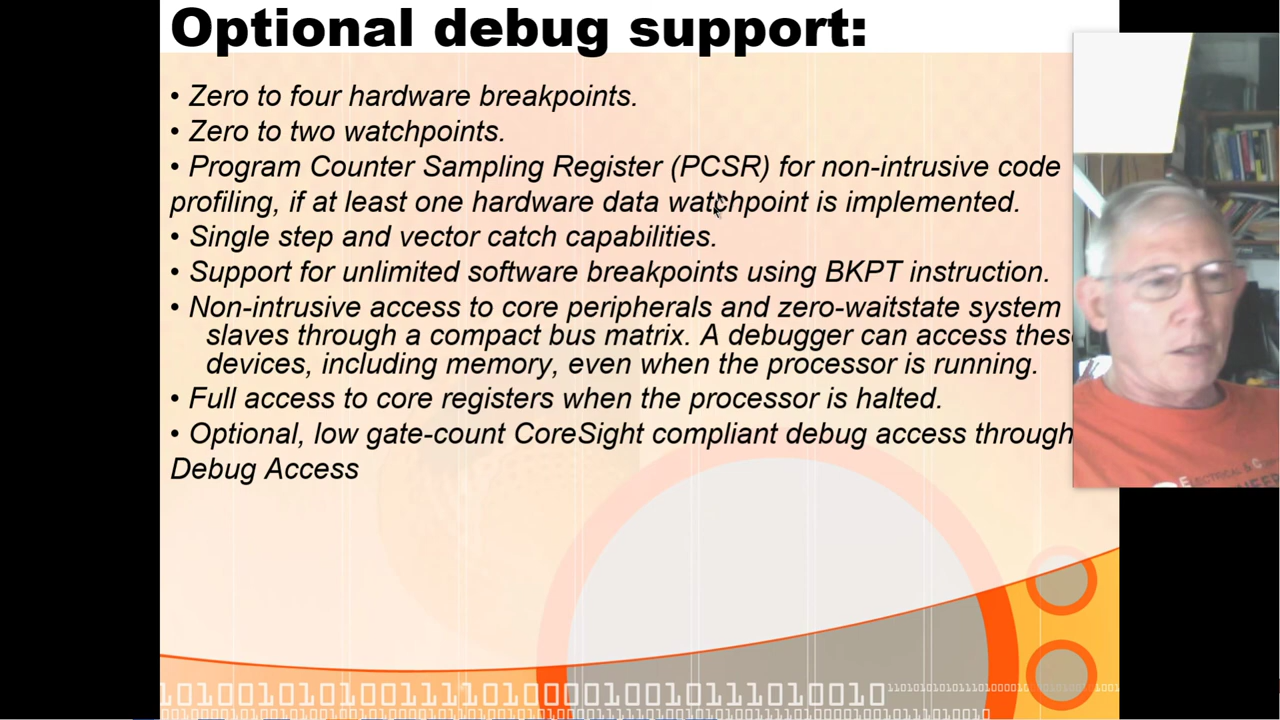 Optional debug support:
• Zero to four hardware breakpoints.
• Zero to two watchpoints.
• Program Counter Sampling Register (PCSR) for non-intrusive code
profiling, if at least one hardware data watchpoint is implemented.
• Single step and vector catch capabilities.
• Support for unlimited software breakpoints using BKPT instruction.
• Non-intrusive access to core peripherals and zero-waitstate system
slaves through a compact bus matrix. A debugger can access these
devices, including memory, even when the processor is running.
• Full access to core registers when the processor is halted.
• Optional, low gate-count CoreSight compliant debug access through
Debug Access